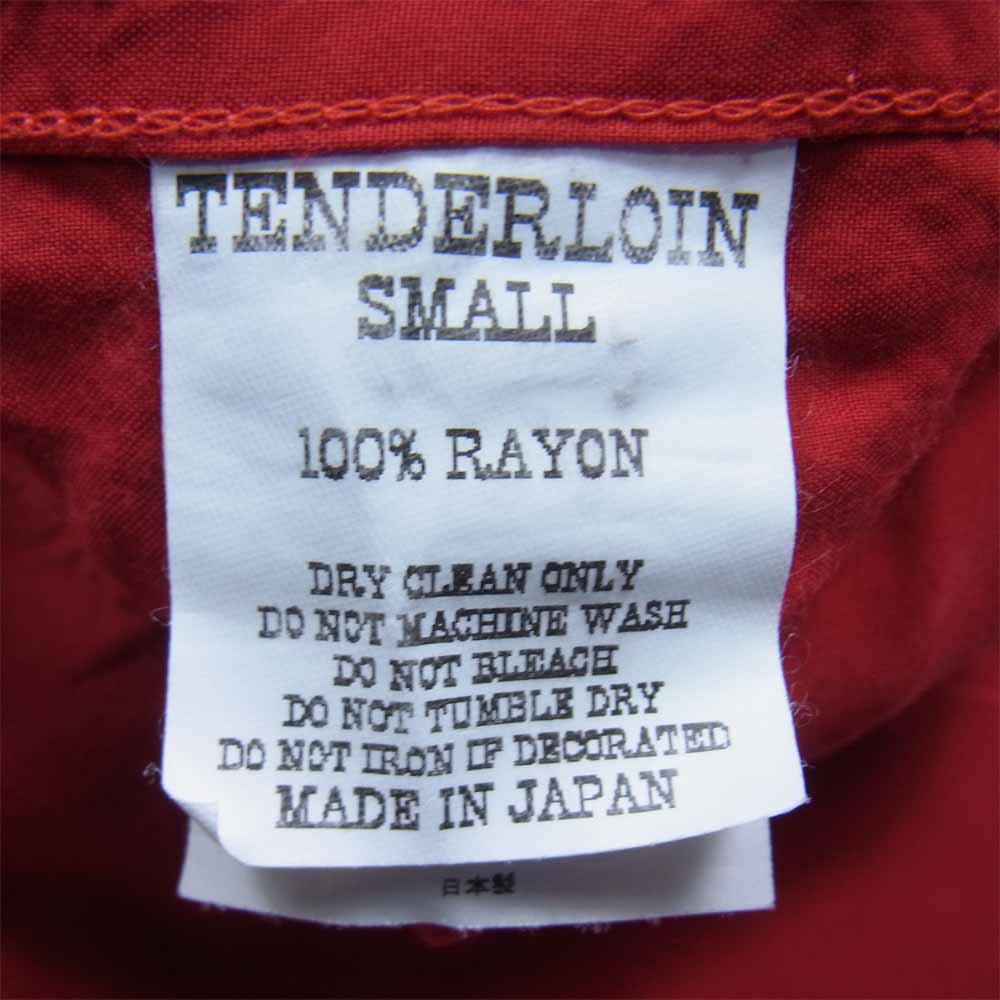 TENDERLOIN
SMALL
100% RAYON
DRY CLEAN ONLY
DO NOT MACHINE WASH
DO NOT BLEACH
DO NOT TUMBLE DRY
DO NOT IRON IF DECORATED
MADE IN JAPAN
日本製